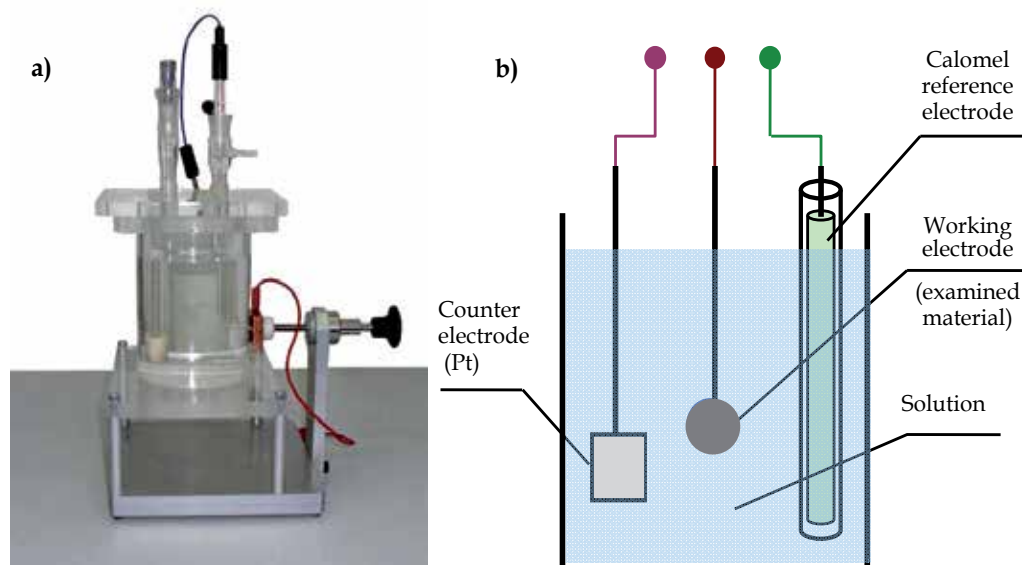 a)
b)
Calomel
reference
electrode
Working
electrode
(examined
material)
Counter
electrode
(Pt)
Solution